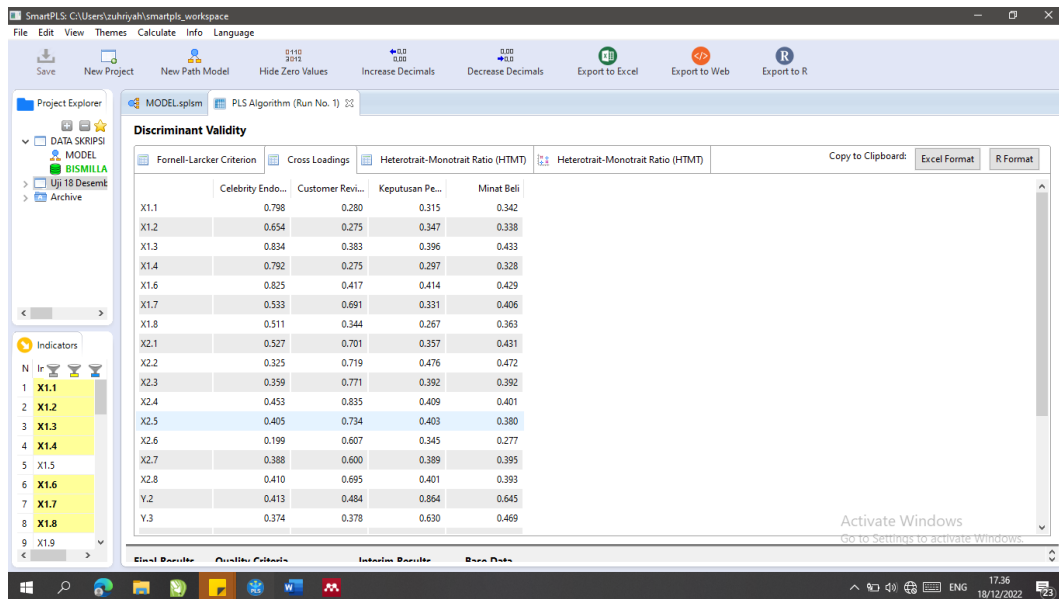 SmartPLS: C:\Users\zuhriyah\smartpls_workspace
File Edit View Themes Calculate Info Language
Save New Project New Path Model Hide Zero Values Increase Decimals Decrease Decimals Export to Excel Export to Web Export to R
Project Explorer
DATA SKRIPSI
MODEL
BISMILLA
Uji 18 Desemb
Archive
Indicators
N Ir
1 X1.1
2 X1.2
3 X1.3
4 X1.4
5 X1.5
6 X1.6
7 X1.7
8 X1.8
9 X1.9
MODEL.splsm PLS Algorithm (Run No. 1)
Discriminant Validity
Fornell-Larcker Criterion Cross Loadings Heterotrait-Monotrait Ratio (HTMT) Heterotrait-Monotrait Ratio (HTMT) Copy to Clipboard: Excel Format R Format
Celebrity Endo... Customer Revi... Keputusan Pe... Minat Beli
X1.1 0.798 0.280 0.315 0.342
X1.2 0.654 0.275 0.347 0.338
X1.3 0.834 0.383 0.396 0.433
X1.4 0.792 0.275 0.297 0.328
X1.6 0.825 0.417 0.414 0.429
X1.7 0.533 0.691 0.331 0.406
X1.8 0.511 0.344 0.267 0.363
X2.1 0.527 0.701 0.357 0.431
X2.2 0.325 0.719 0.476 0.472
X2.3 0.359 0.771 0.392 0.392
X2.4 0.453 0.835 0.409 0.401
X2.5 0.405 0.734 0.403 0.380
X2.6 0.199 0.607 0.345 0.277
X2.7 0.388 0.600 0.389 0.395
X2.8 0.410 0.695 0.401 0.393
Y.2 0.413 0.484 0.864 0.645
Y.3 0.374 0.378 0.630 0.469
Activate Windows
Go to Settings to activate Windows.
Final Results Quality Criteria Interim Results Base Data
ENG 17.36
18/12/2022